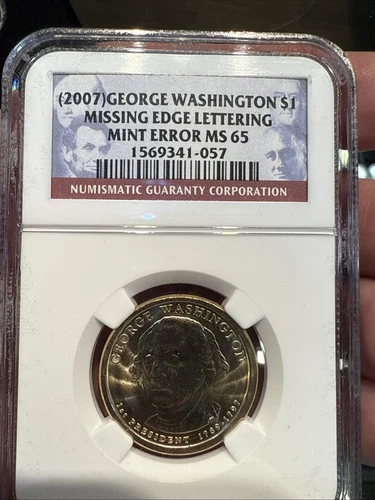 (2007)GEORGE WASHINGTON $1
MISSING EDGE LETTERING
MINT ERROR MS 65
1569341-057
NUMISMATIC GUARANTY CORPORATION
GEORGE WASHINGTON
1st PRESIDENT 1789-1797